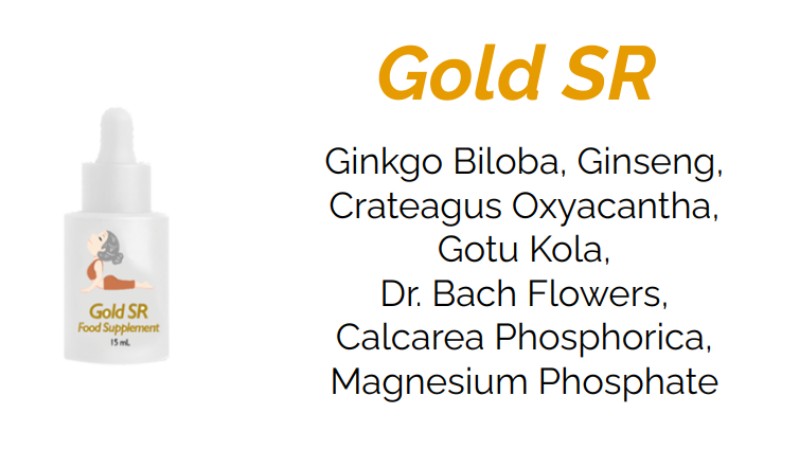 Gold SR
Ginkgo Biloba, Ginseng,
Crateagus Oxyacantha,
Gotu Kola,
Dr. Bach Flowers,
Calcarea Phosphorica,
Magnesium Phosphate
Gold SR
Food Supplement
15 mL